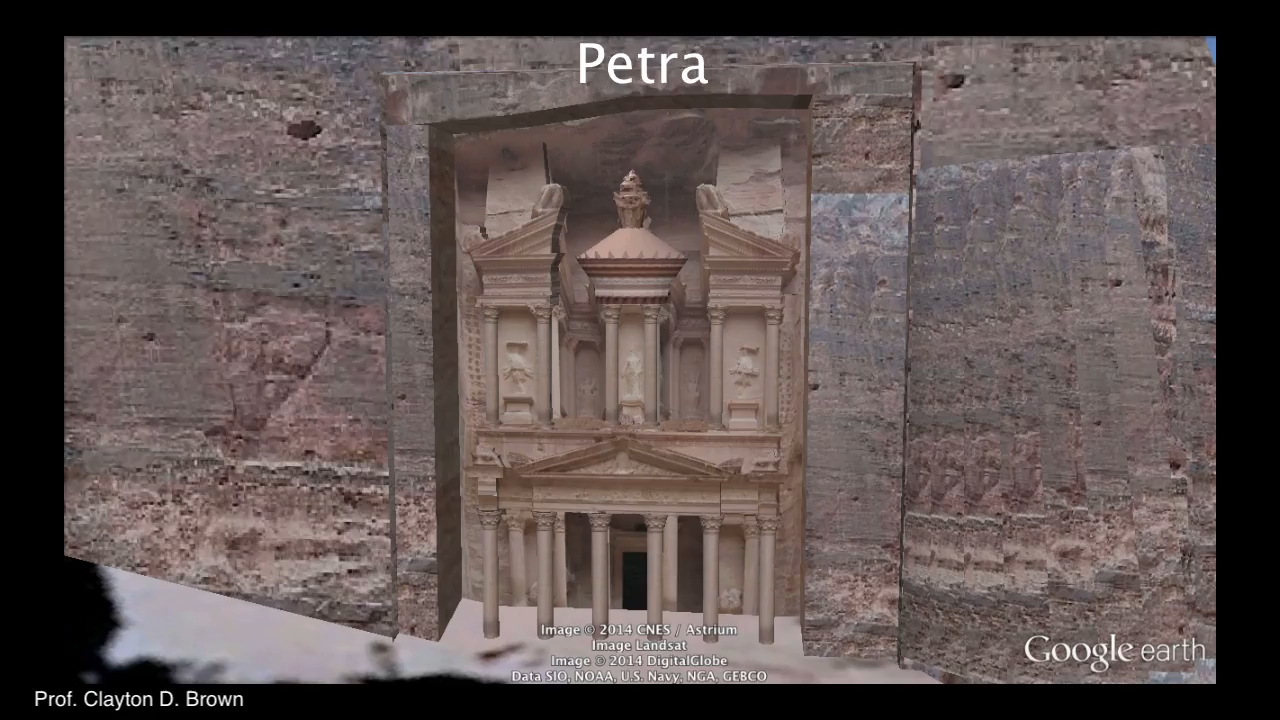 Petra
Image © 2014 CNES / Astrium
Image Landsat
Image © 2014 DigitalGlobe
Data SIO, NOAA, U.S. Navy, NGA, GEBCO
Google earth
Prof. Clayton D. Brown